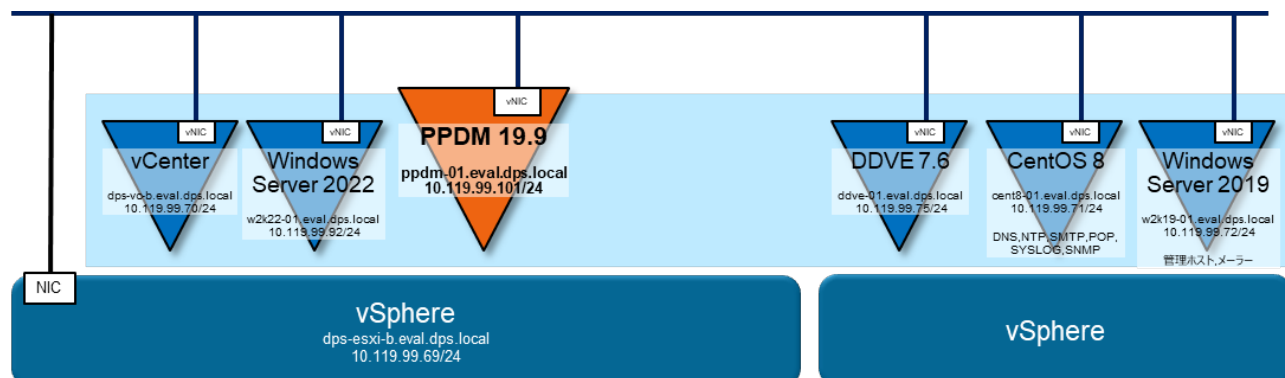 vNIC
vCenter
dps-vc-b.eval.dps.local
10.119.99.70/24
vNIC
Windows
Server 2022
w2k22-01.eval.dps.local
10.119.99.92/24
vNIC
PPDM 19.9
ppdm-01.eval.dps.local
10.119.99.101/24
vNIC
DDVE 7.6
ddve-01.eval.dps.local
10.119.99.75/24
vNIC
CentOS 8
cent8-01.eval.dps.local
10.119.99.71/24
DNS,NTP,SMTP,POP,
SYSLOG,SNMP
vNIC
Windows
Server 2019
w2k19-01.eval.dps.local
10.119.99.72/24
管理ホスト,メーラー
NIC
vSphere
dps-esxi-b.eval.dps.local
10.119.99.69/24
vSphere